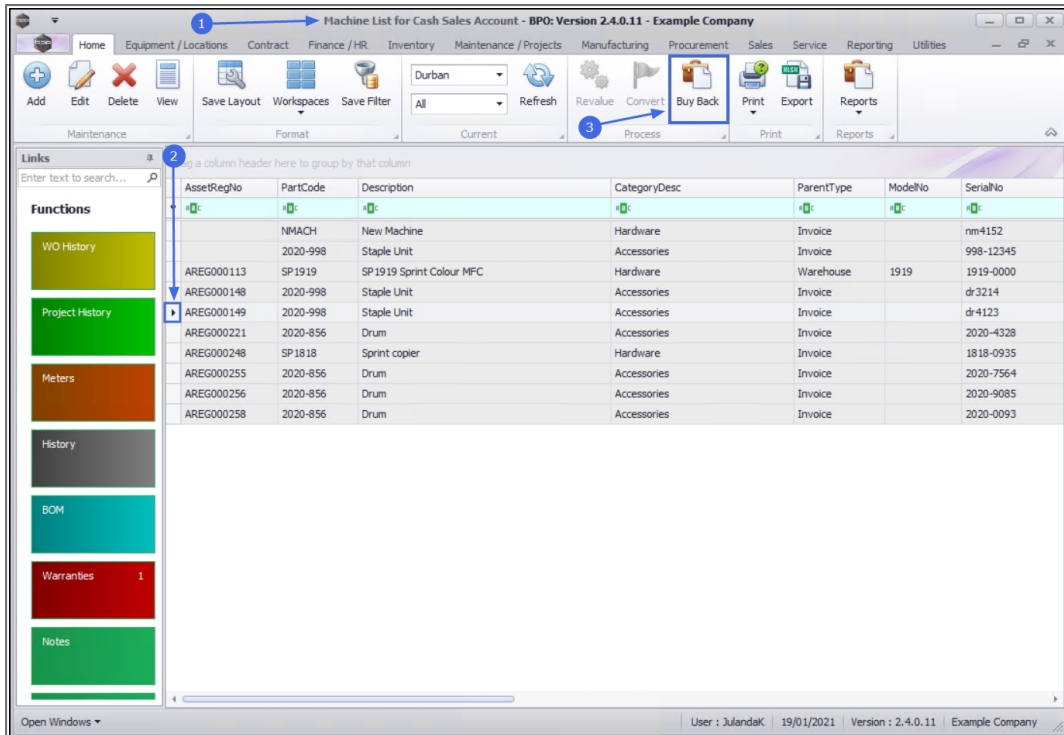 1
Machine List for Cash Sales Account - BPO: Version 2.4.0.11 - Example Company
Home Equipment / Locations Contract Finance / HR Inventory Maintenance / Projects Manufacturing Procurement Sales Service Reporting Utilities
Durban
All
Add Edit Delete View Save Layout Workspaces Save Filter Refresh Revalue Convert Buy Back Print Export Reports
3
Maintenance Format Current Process Print Reports
Links
2
g a column header here to group by that column
Enter text to search...
AssetRegNo PartCode Description CategoryDesc ParentType ModelNo SerialNo
Functions
NMACH New Machine Hardware Invoice nm4152
WO History
2020-998 Staple Unit Accessories Invoice 998-12345
AREG000113 SP1919 SP1919 Sprint Colour MFC Hardware Warehouse 1919 1919-0000
AREG000148 2020-998 Staple Unit Accessories Invoice dr3214
Project History
AREG000149 2020-998 Staple Unit Accessories Invoice dr4123
AREG000221 2020-856 Drum Accessories Invoice 2020-4328
AREG000248 SP1818 Sprint copier Hardware Invoice 1818-0935
AREG000255 2020-856 Drum Accessories Invoice 2020-7564
Meters
AREG000256 2020-856 Drum Accessories Invoice 2020-9085
AREG000258 2020-856 Drum Accessories Invoice 2020-0093
History
BOM
Warranties 1
Notes
Open Windows
User : JulandaK 19/01/2021 Version : 2.4.0.11 Example Company